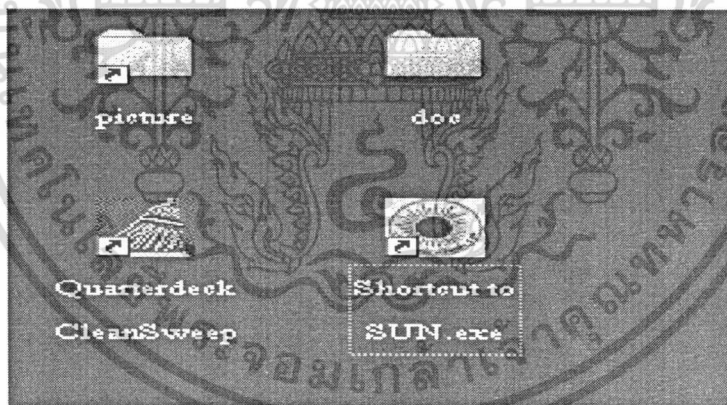 picture
doc
Quarterdeck
CleanSweep
Shortcut to
SUN.exe